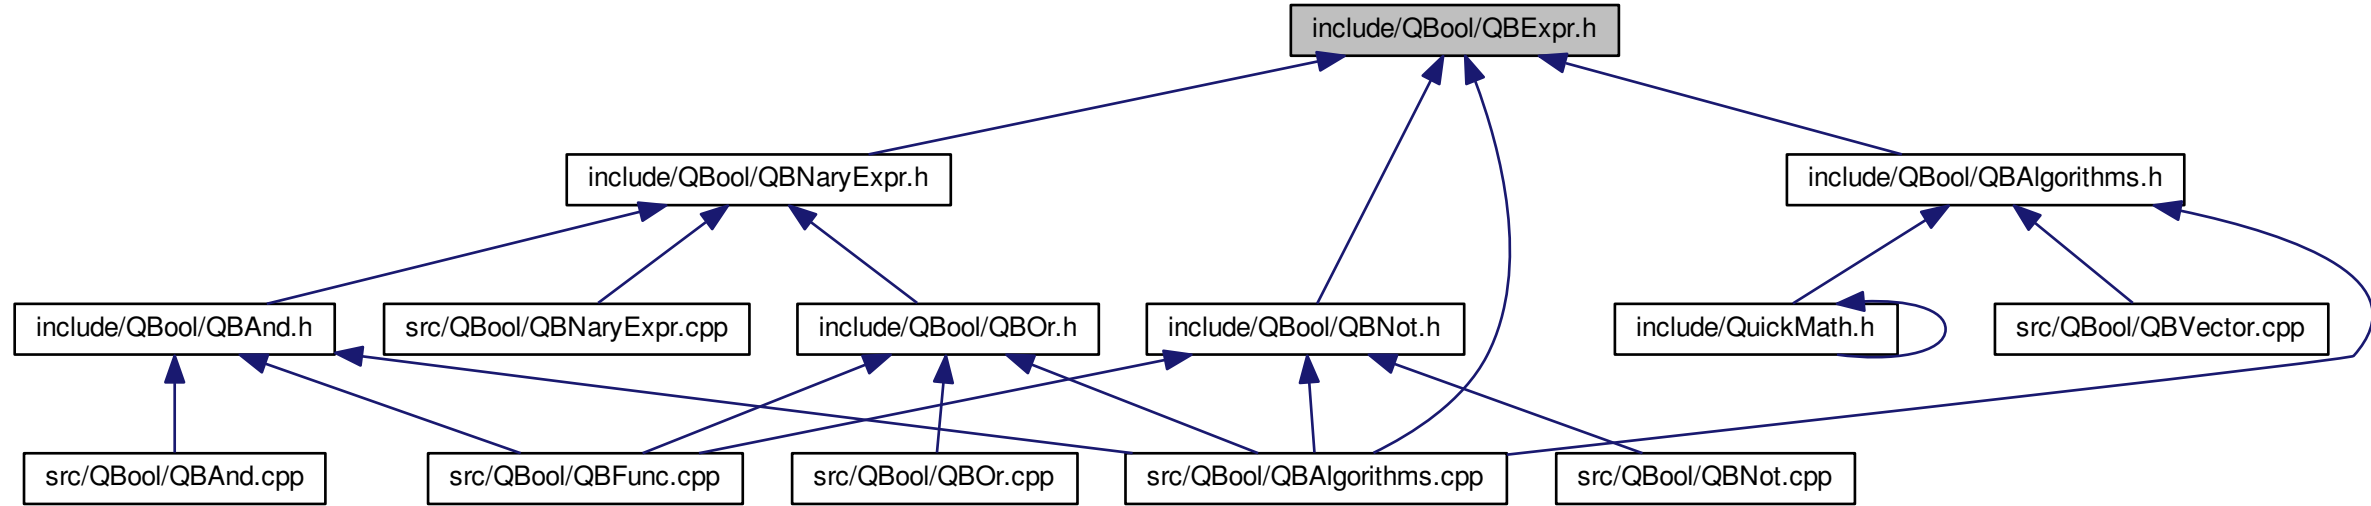 include/QBool/QBExpr.h
include/QBool/QBNaryExpr.h
include/QBool/QBAlgorithms.h
include/QBool/QBAnd.h
src/QBool/QBNaryExpr.cpp
include/QBool/QBOr.h
include/QBool/QBNot.h
include/QuickMath.h
src/QBool/QBVector.cpp
src/QBool/QBAnd.cpp
src/QBool/QBFunc.cpp
src/QBool/QBOr.cpp
src/QBool/QBAlgorithms.cpp
src/QBool/QBNot.cpp